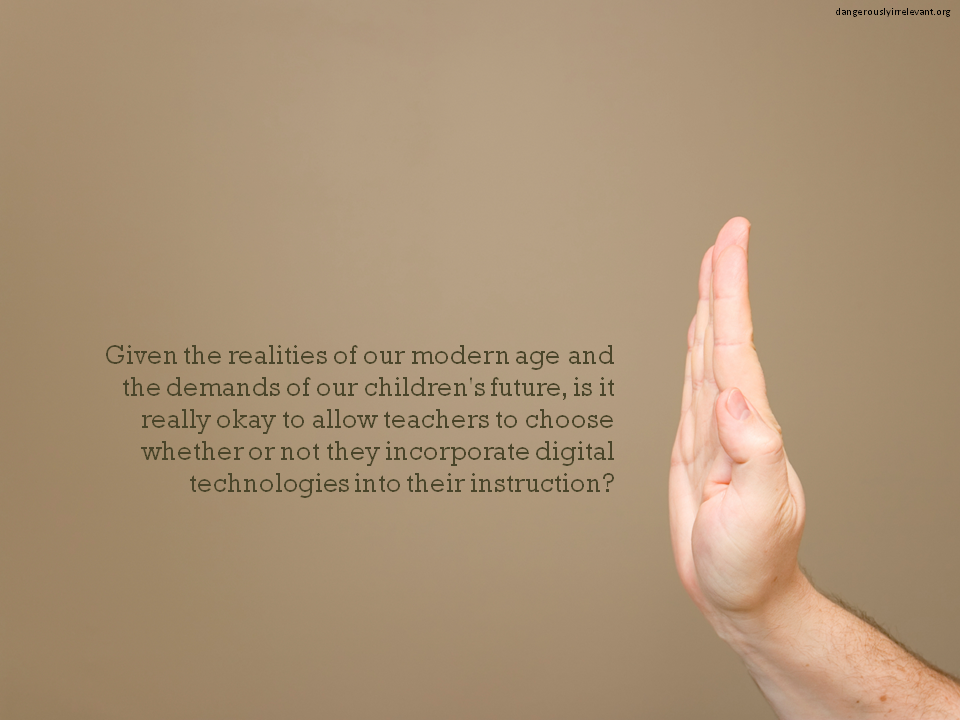 dangerouslyirrelevant.org
Given the realities of our modern age and
the demands of our children's future, is it
really okay to allow teachers to choose
whether or not they incorporate digital
technologies into their instruction?